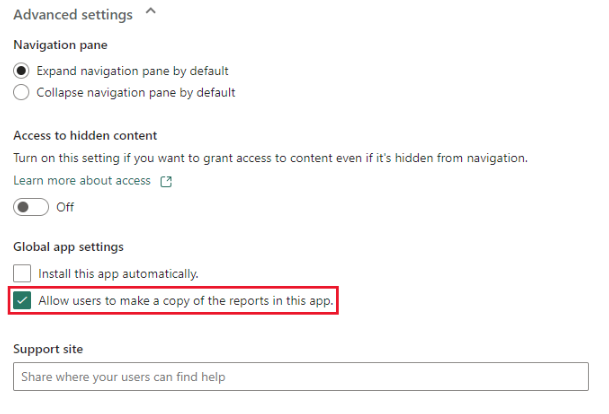 Advanced settings
Navigation pane
Expand navigation pane by default
Collapse navigation pane by default
Access to hidden content
Turn on this setting if you want to grant access to content even if it's hidden from navigation.
Learn more about access
Off
Global app settings
Install this app automatically.
Allow users to make a copy of the reports in this app.
Support site
Share where your users can find help